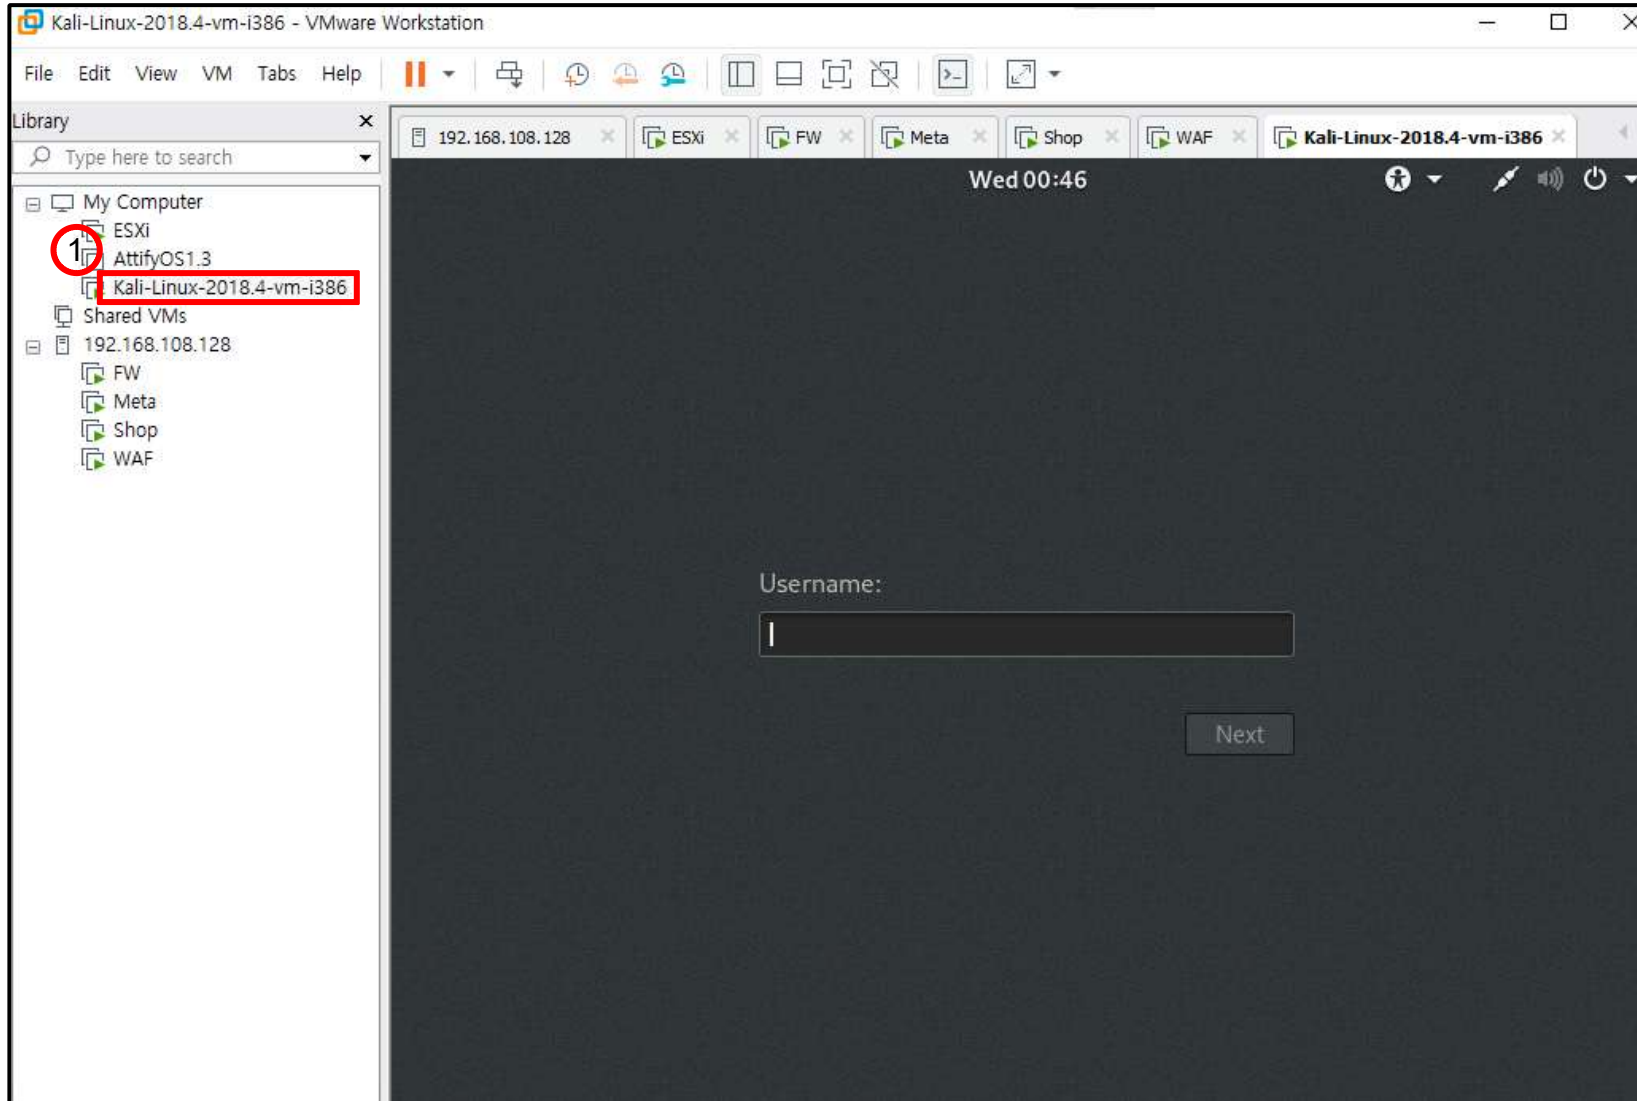 Kali-Linux-2018.4-vm-i386 - VMware Workstation
File Edit View VM Tabs Help
Library
Type here to search
My Computer
ESXi
1
AttifyOS1.3
Kali-Linux-2018.4-vm-i386
Shared VMs
192.168.108.128
FW
Meta
Shop
WAF
192.168.108.128 ESXi FW Meta Shop WAF Kali-Linux-2018.4-vm-i386
Wed 00:46
Username:
Next